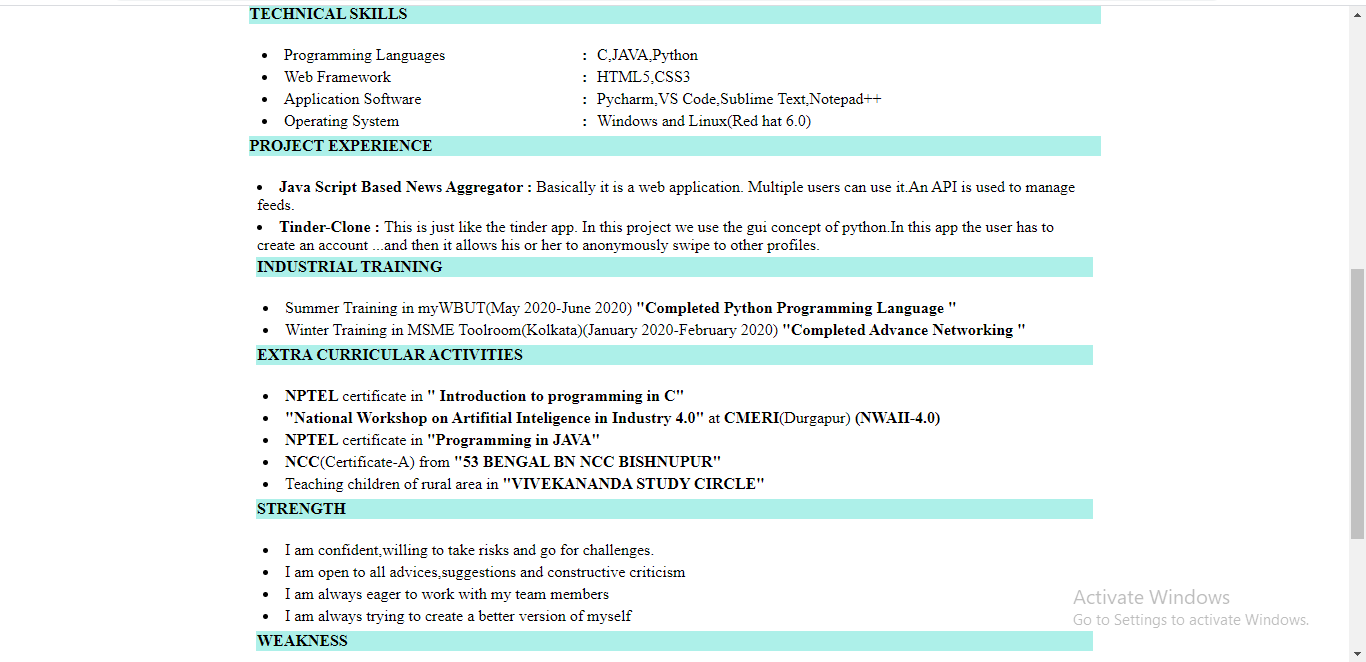 TECHNICAL SKILLS
• Programming Languages : C,JAVA,Python
• Web Framework : HTML5,CSS3
• Application Software : Pycharm,VS Code,Sublime Text,Notepad++
• Operating System : Windows and Linux(Red hat 6.0)
PROJECT EXPERIENCE
• Java Script Based News Aggregator : Basically it is a web application. Multiple users can use it.An API is used to manage
feeds.
• Tinder-Clone : This is just like the tinder app. In this project we use the gui concept of python.In this app the user has to
create an account ...and then it allows his or her to anonymously swipe to other profiles.
INDUSTRIAL TRAINING
• Summer Training in myWBUT(May 2020-June 2020) "Completed Python Programming Language "
• Winter Training in MSME Toolroom(Kolkata)(January 2020-February 2020) "Completed Advance Networking "
EXTRA CURRICULAR ACTIVITIES
• NPTEL certificate in " Introduction to programming in C"
• "National Workshop on Artifitial Inteligence in Industry 4.0" at CMERI(Durgapur) (NWAII-4.0)
• NPTEL certificate in "Programming in JAVA"
• NCC(Certificate-A) from "53 BENGAL BN NCC BISHNUPUR"
• Teaching children of rural area in "VIVEKANANDA STUDY CIRCLE"
STRENGTH
• I am confident,willing to take risks and go for challenges.
• I am open to all advices,suggestions and constructive criticism
• I am always eager to work with my team members
• I am always trying to create a better version of myself
WEAKNESS
Activate Windows
Go to Settings to activate Windows.